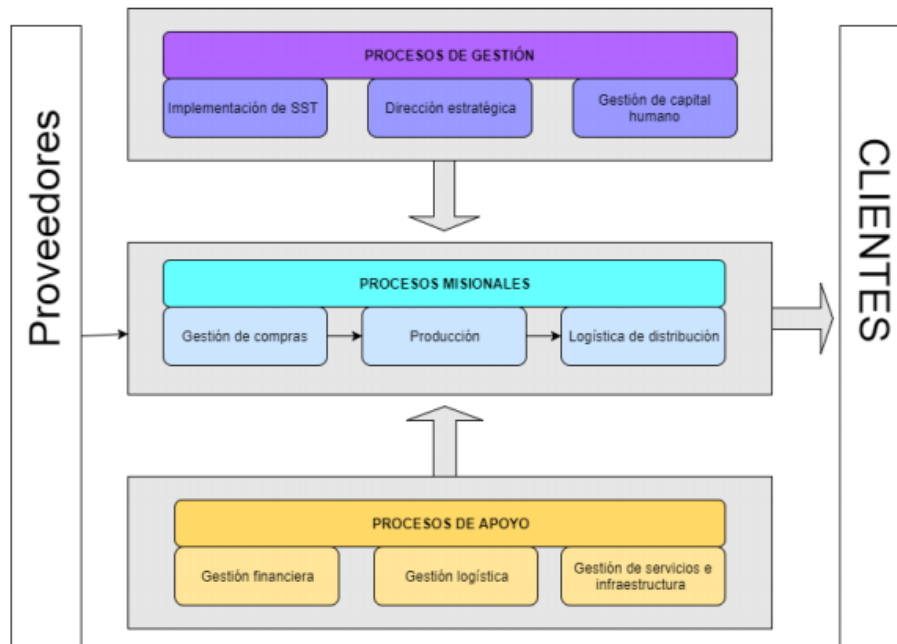 Proveedores
PROCESOS DE GESTIÓN
Implementación de SST
Dirección estratégica
Gestión de capital
humano
PROCESOS MISIONALES
Gestión de compras
Producción
Logística de distribución
PROCESOS DE APOYO
Gestión financiera
Gestión logística
Gestión de servicios e
infraestructura
CLIENTES